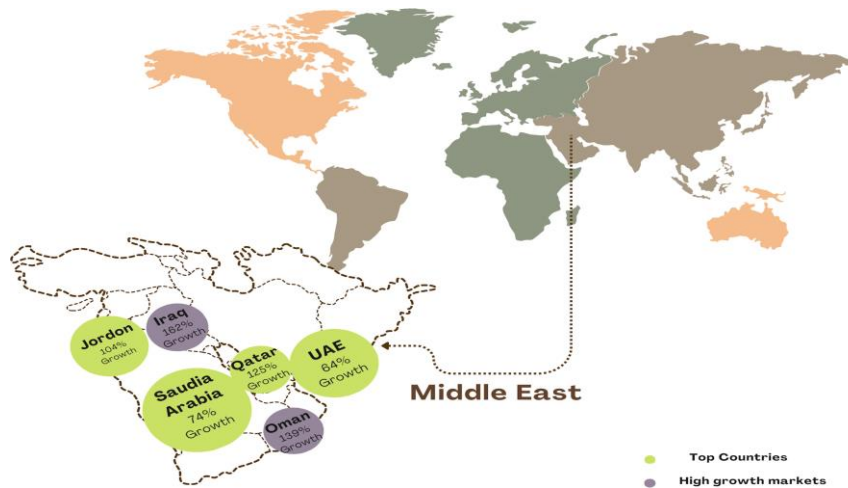 Jordon
104%
Growth
Iraq
162%
Growth
Qatar
125%
Growth.
UAE
64%
Growth
Saudia
Arabia
74%
Growth
Oman
139%
Growth
Middle East
Top Countries
High growth markets